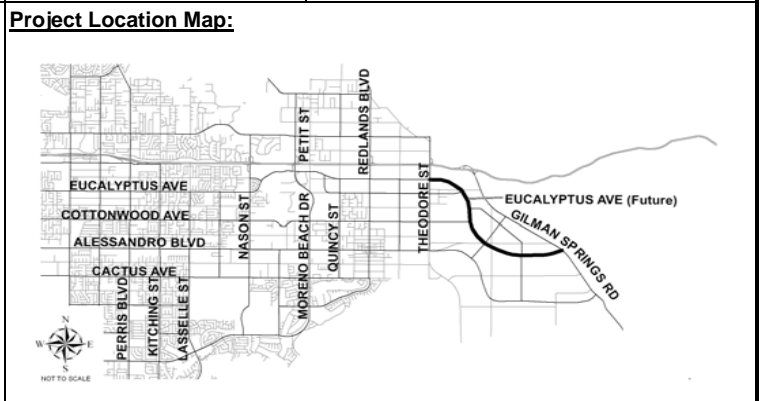 Project Location Map:
REDLANDS BLVD
PETIT ST
EUCALYPTUS AVE
THEODORE ST
EUCALYPTUS AVE (Future)
NASON ST
MORENO BEACH DR
QUINCY ST
COTTONWOOD AVE
GILMAN SPRINGS RD
ALESSANDRO BLVD
CACTUS AVE
PERRIS BLVD
KITCHING ST
LASSELLE ST
N
W
E
S
NOT TO SCALE